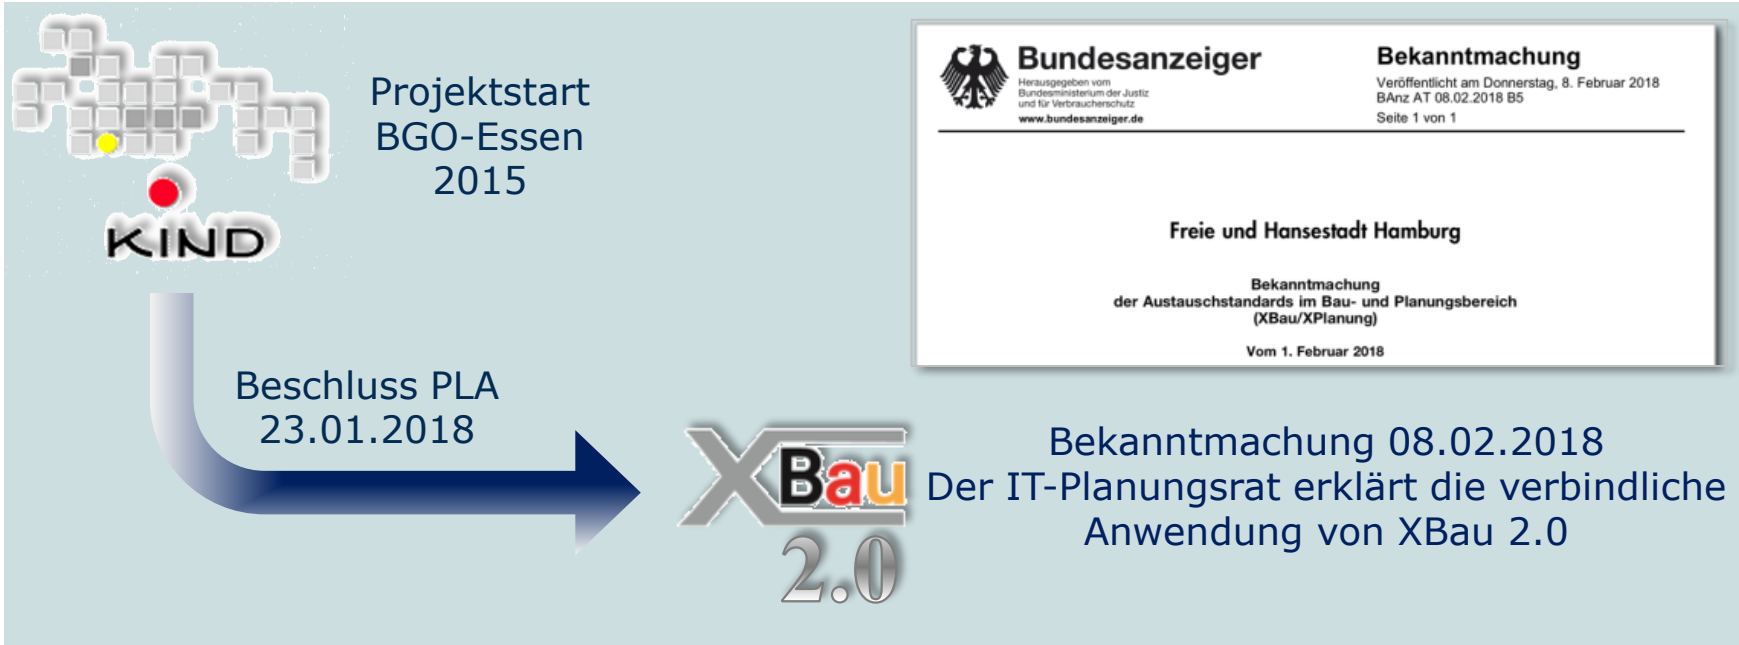 KIND
Projektstart
BGO-Essen
2015
Bundesanzeiger
Herausgegeben vom
Bundesministerium der Justiz
und für Verbraucherschutz
www.bundesanzeiger.de
Bekanntmachung
Veröffentlicht am Donnerstag, 8. Februar 2018
BAnz AT 08.02.2018 B5
Seite 1 von 1
Freie und Hansestadt Hamburg
Bekanntmachung
der Austauschstandards im Bau- und Planungsbereich
(XBau/XPlanung)
Vom 1. Februar 2018
Beschluss PLA
23.01.2018
XBau
2.0
Bekanntmachung 08.02.2018
Der IT-Planungsrat erklärt die verbindliche
Anwendung von XBau 2.0